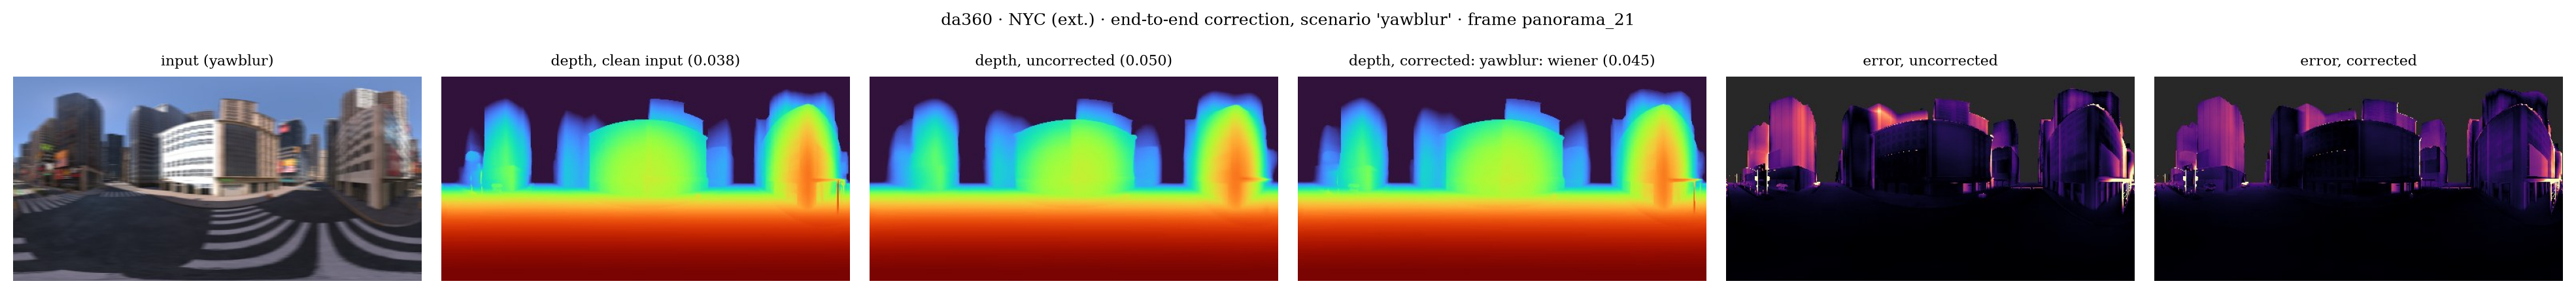 da360 · NYC (ext.) · end-to-end correction, scenario 'yawblur' · frame panorama_21
input (yawblur)
depth, clean input (0.038)
depth, uncorrected (0.050)
depth, corrected: yawblur: wiener (0.045)
error, uncorrected
error, corrected